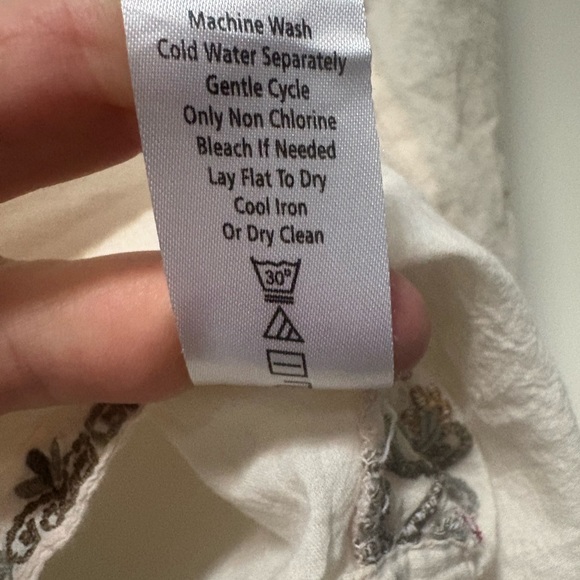 Machine Wash
Cold Water Separately
Gentle Cycle
Only Non Chlorine
Bleach If Needed
Lay Flat To Dry
Cool Iron
Or Dry Clean
30°